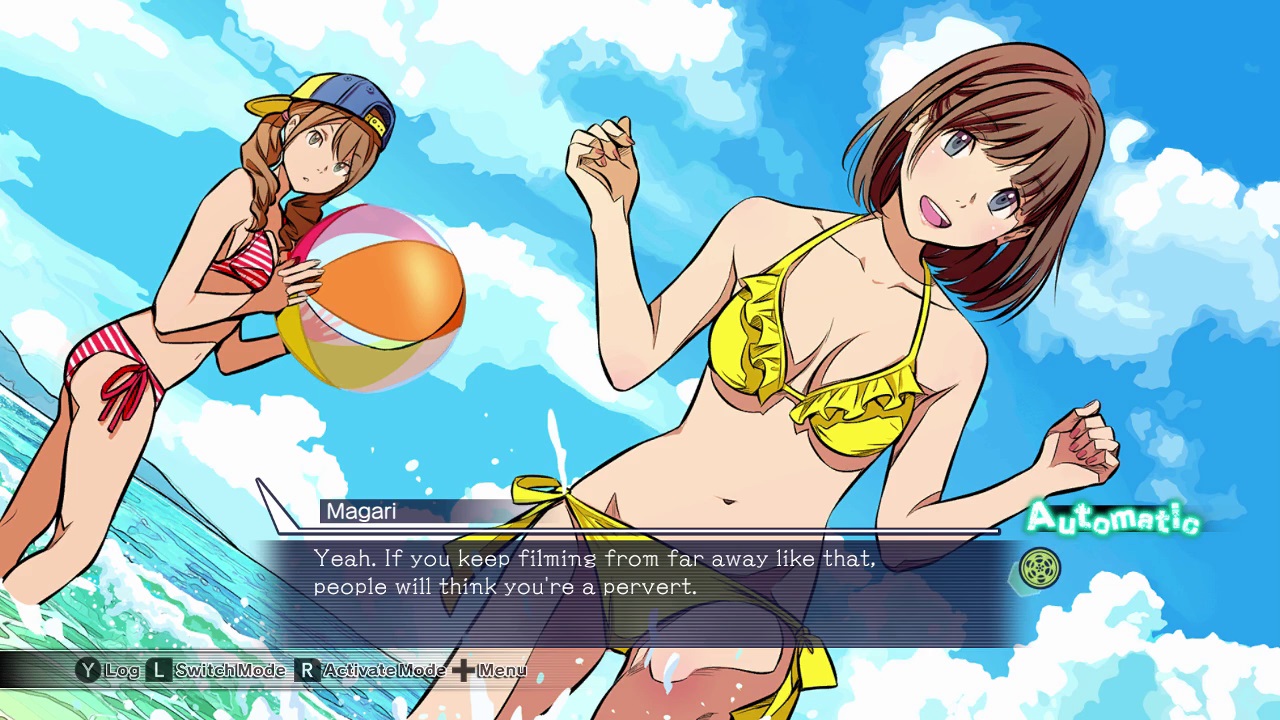 Magari
Yeah. If you keep filming from far away like that,
people will think you're a pervert.
Automatic
Y Log L SwitchMode R ActivateMode Menu